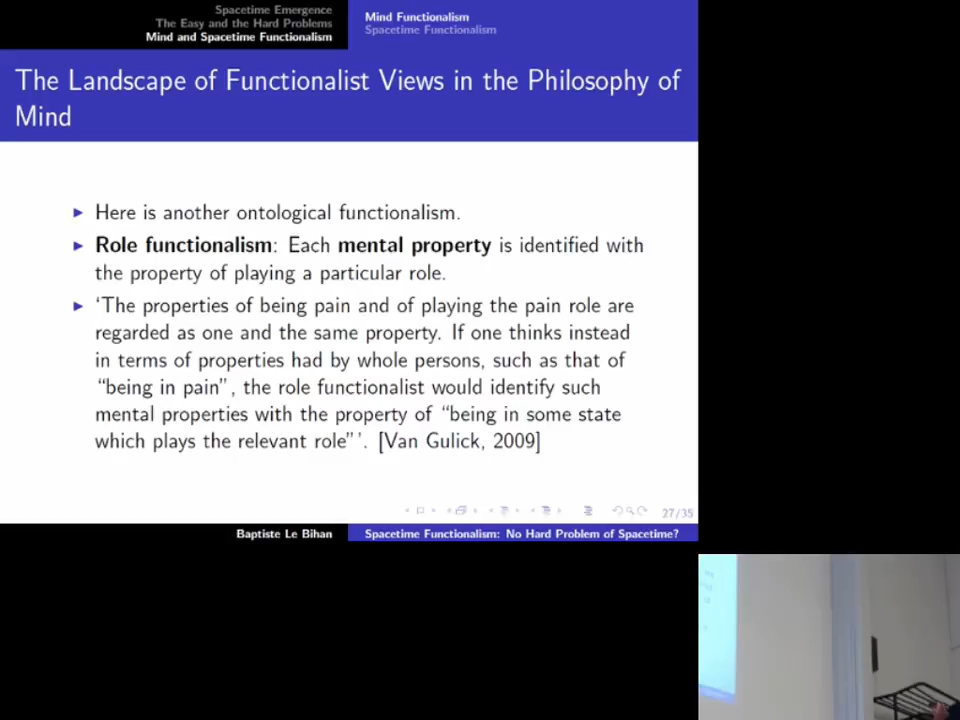 Spacetime Emergence
The Easy and the Hard Problems
Mind and Spacetime Functionalism
Mind Functionalism
Spacetime Functionalism
The Landscape of Functionalist Views in the Philosophy of
Mind
Here is another ontological functionalism.
Role functionalism: Each mental property is identified with
the property of playing a particular role.
‘The properties of being pain and of playing the pain role are
regarded as one and the same property. If one thinks instead
in terms of properties had by whole persons, such as that of
“being in pain”, the role functionalist would identify such
mental properties with the property of “being in some state
which plays the relevant role”’. [Van Gulick, 2009]
27/35
Baptiste Le Bihan
Spacetime Functionalism: No Hard Problem of Spacetime?